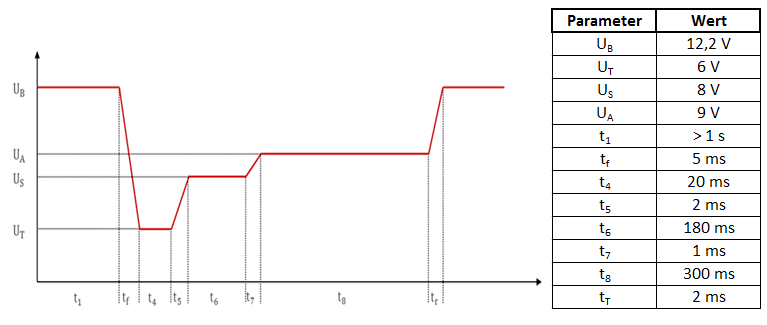 U_B
U_A
U_S
U_T
t_1 t_f t_4 t_5 t_6 t_7 t_8 t_r
Parameter Wert
U_B 12,2 V
U_T 6 V
U_S 8 V
U_A 9 V
t_1 > 1 s
t_f 5 ms
t_4 20 ms
t_5 2 ms
t_6 180 ms
t_7 1 ms
t_8 300 ms
t_T 2 ms